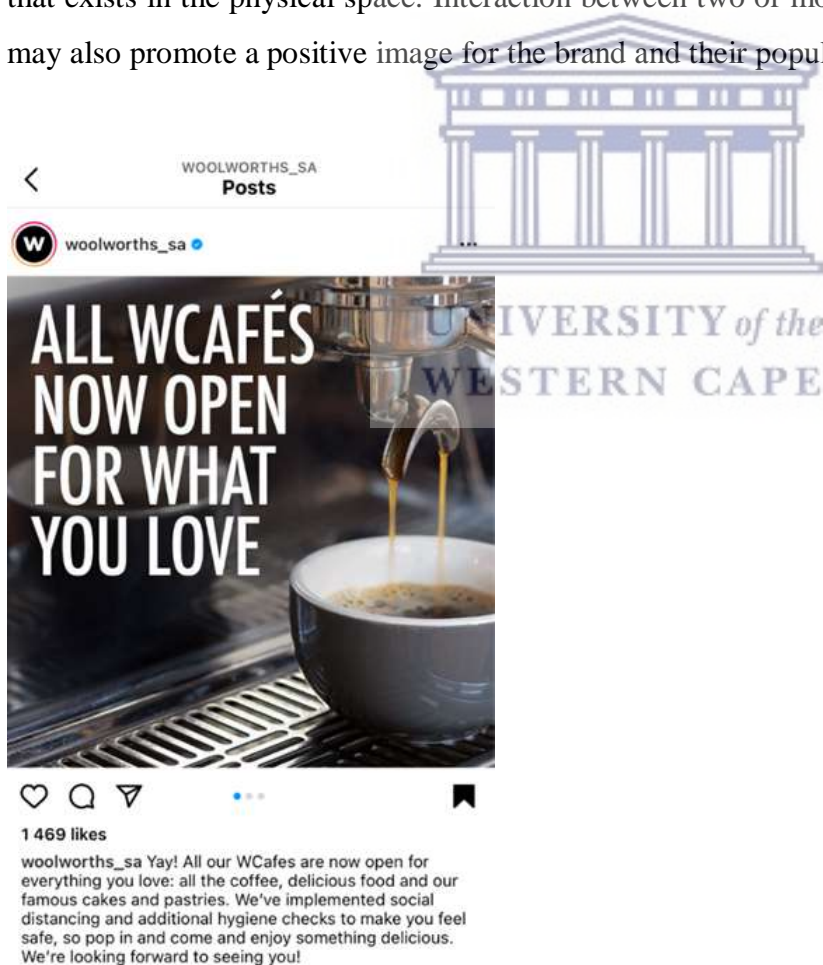 that exists in the physical space. Interaction between two or mo
may also promote a positive image for the brand and their popul
WOOLWORTHS_SA
Posts
W woolworths_sa
ALL WCAFÉS
NOW OPEN
FOR WHAT
YOU LOVE
UNIVERSITY of the
WESTERN CAPE
1 469 likes
woolworths_sa Yay! All our WCafes are now open for
everything you love: all the coffee, delicious food and our
famous cakes and pastries. We've implemented social
distancing and additional hygiene checks to make you feel
safe, so pop in and come and enjoy something delicious.
We're looking forward to seeing you!